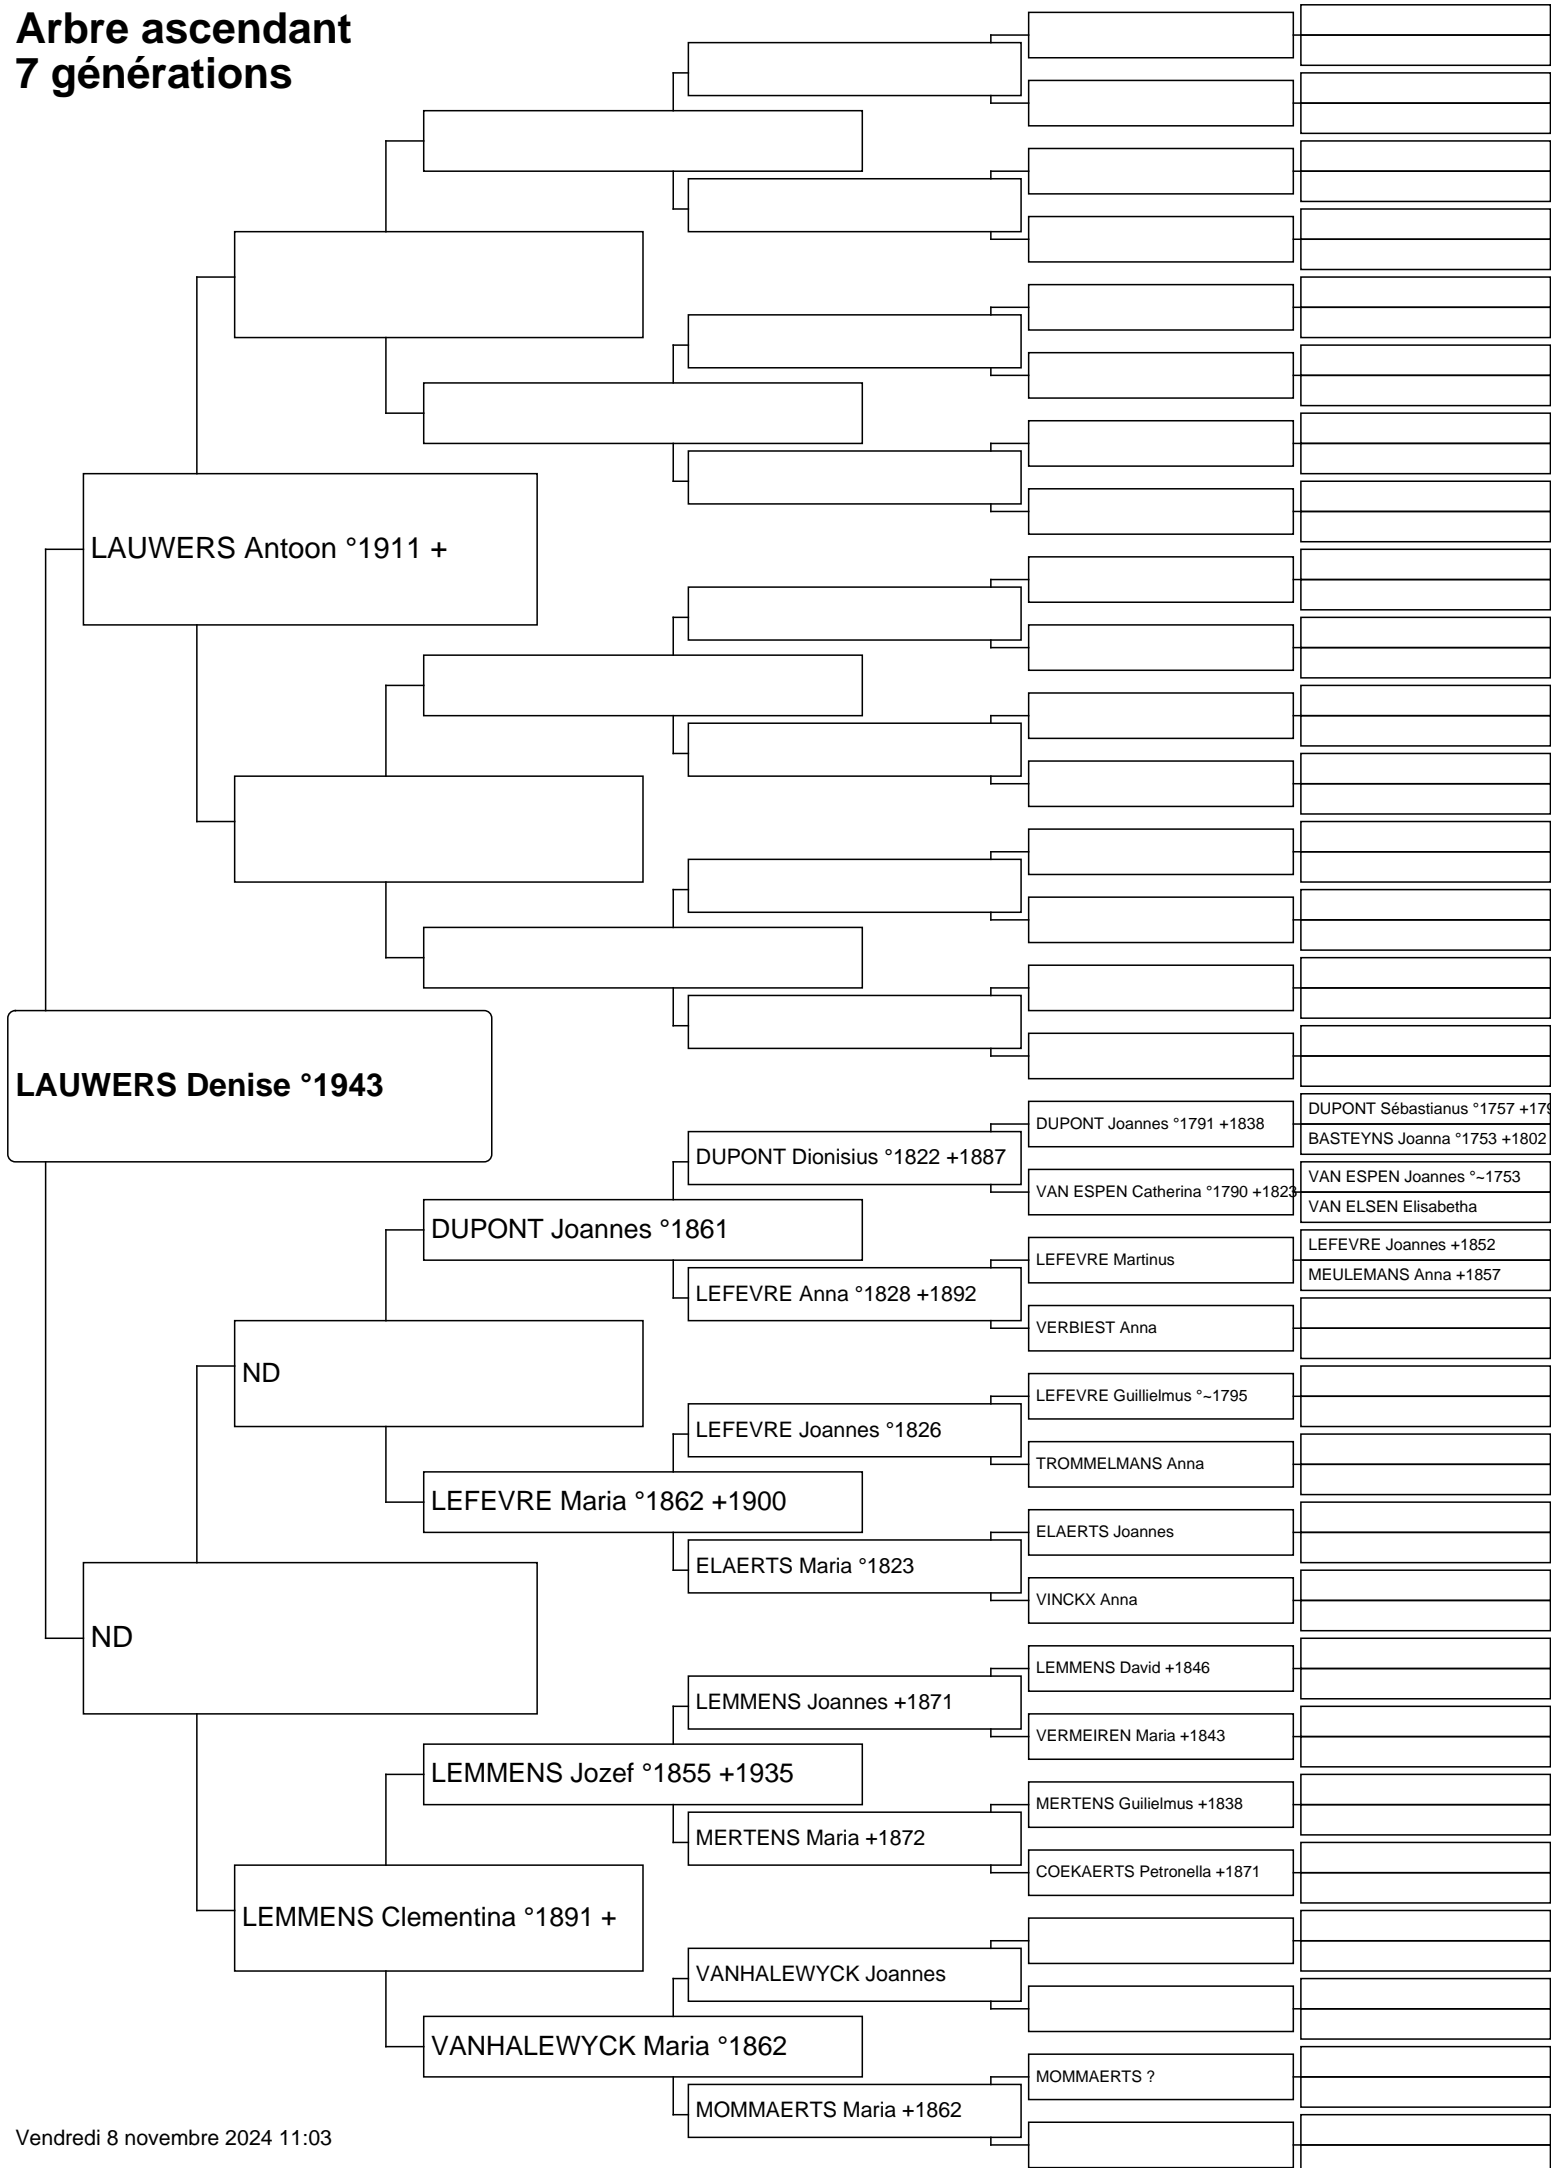 Arbre ascendant
7 générations
LAUWERS Antoon °1911 +
LAUWERS Denise °1943
DUPONT Sébastianus °1757 +179
DUPONT Joannes °1791 +1838
BASTEYNS Joanna °1753 +1802
DUPONT Dionisius °1822 +1887
VAN ESPEN Joannes °~1753
VAN ESPEN Catherina °1790 +1823
VAN ELSEN Elisabetha
DUPONT Joannes °1861
LEFEVRE Joannes +1852
LEFEVRE Martinus
MEULEMANS Anna +1857
LEFEVRE Anna °1828 +1892
VERBIEST Anna
ND
LEFEVRE Guillielmus °~1795
LEFEVRE Joannes °1826
TROMMELMANS Anna
LEFEVRE Maria °1862 +1900
ELAERTS Joannes
ELAERTS Maria °1823
VINCKX Anna
ND
LEMMENS David +1846
LEMMENS Joannes +1871
VERMEIREN Maria +1843
LEMMENS Jozef °1855 +1935
MERTENS Guilielmus +1838
MERTENS Maria +1872
COEKAERTS Petronella +1871
LEMMENS Clementina °1891 +
VANHALEWYCK Joannes
VANHALEWYCK Maria °1862
MOMMAERTS ?
MOMMAERTS Maria +1862
Vendredi 8 novembre 2024 11:03